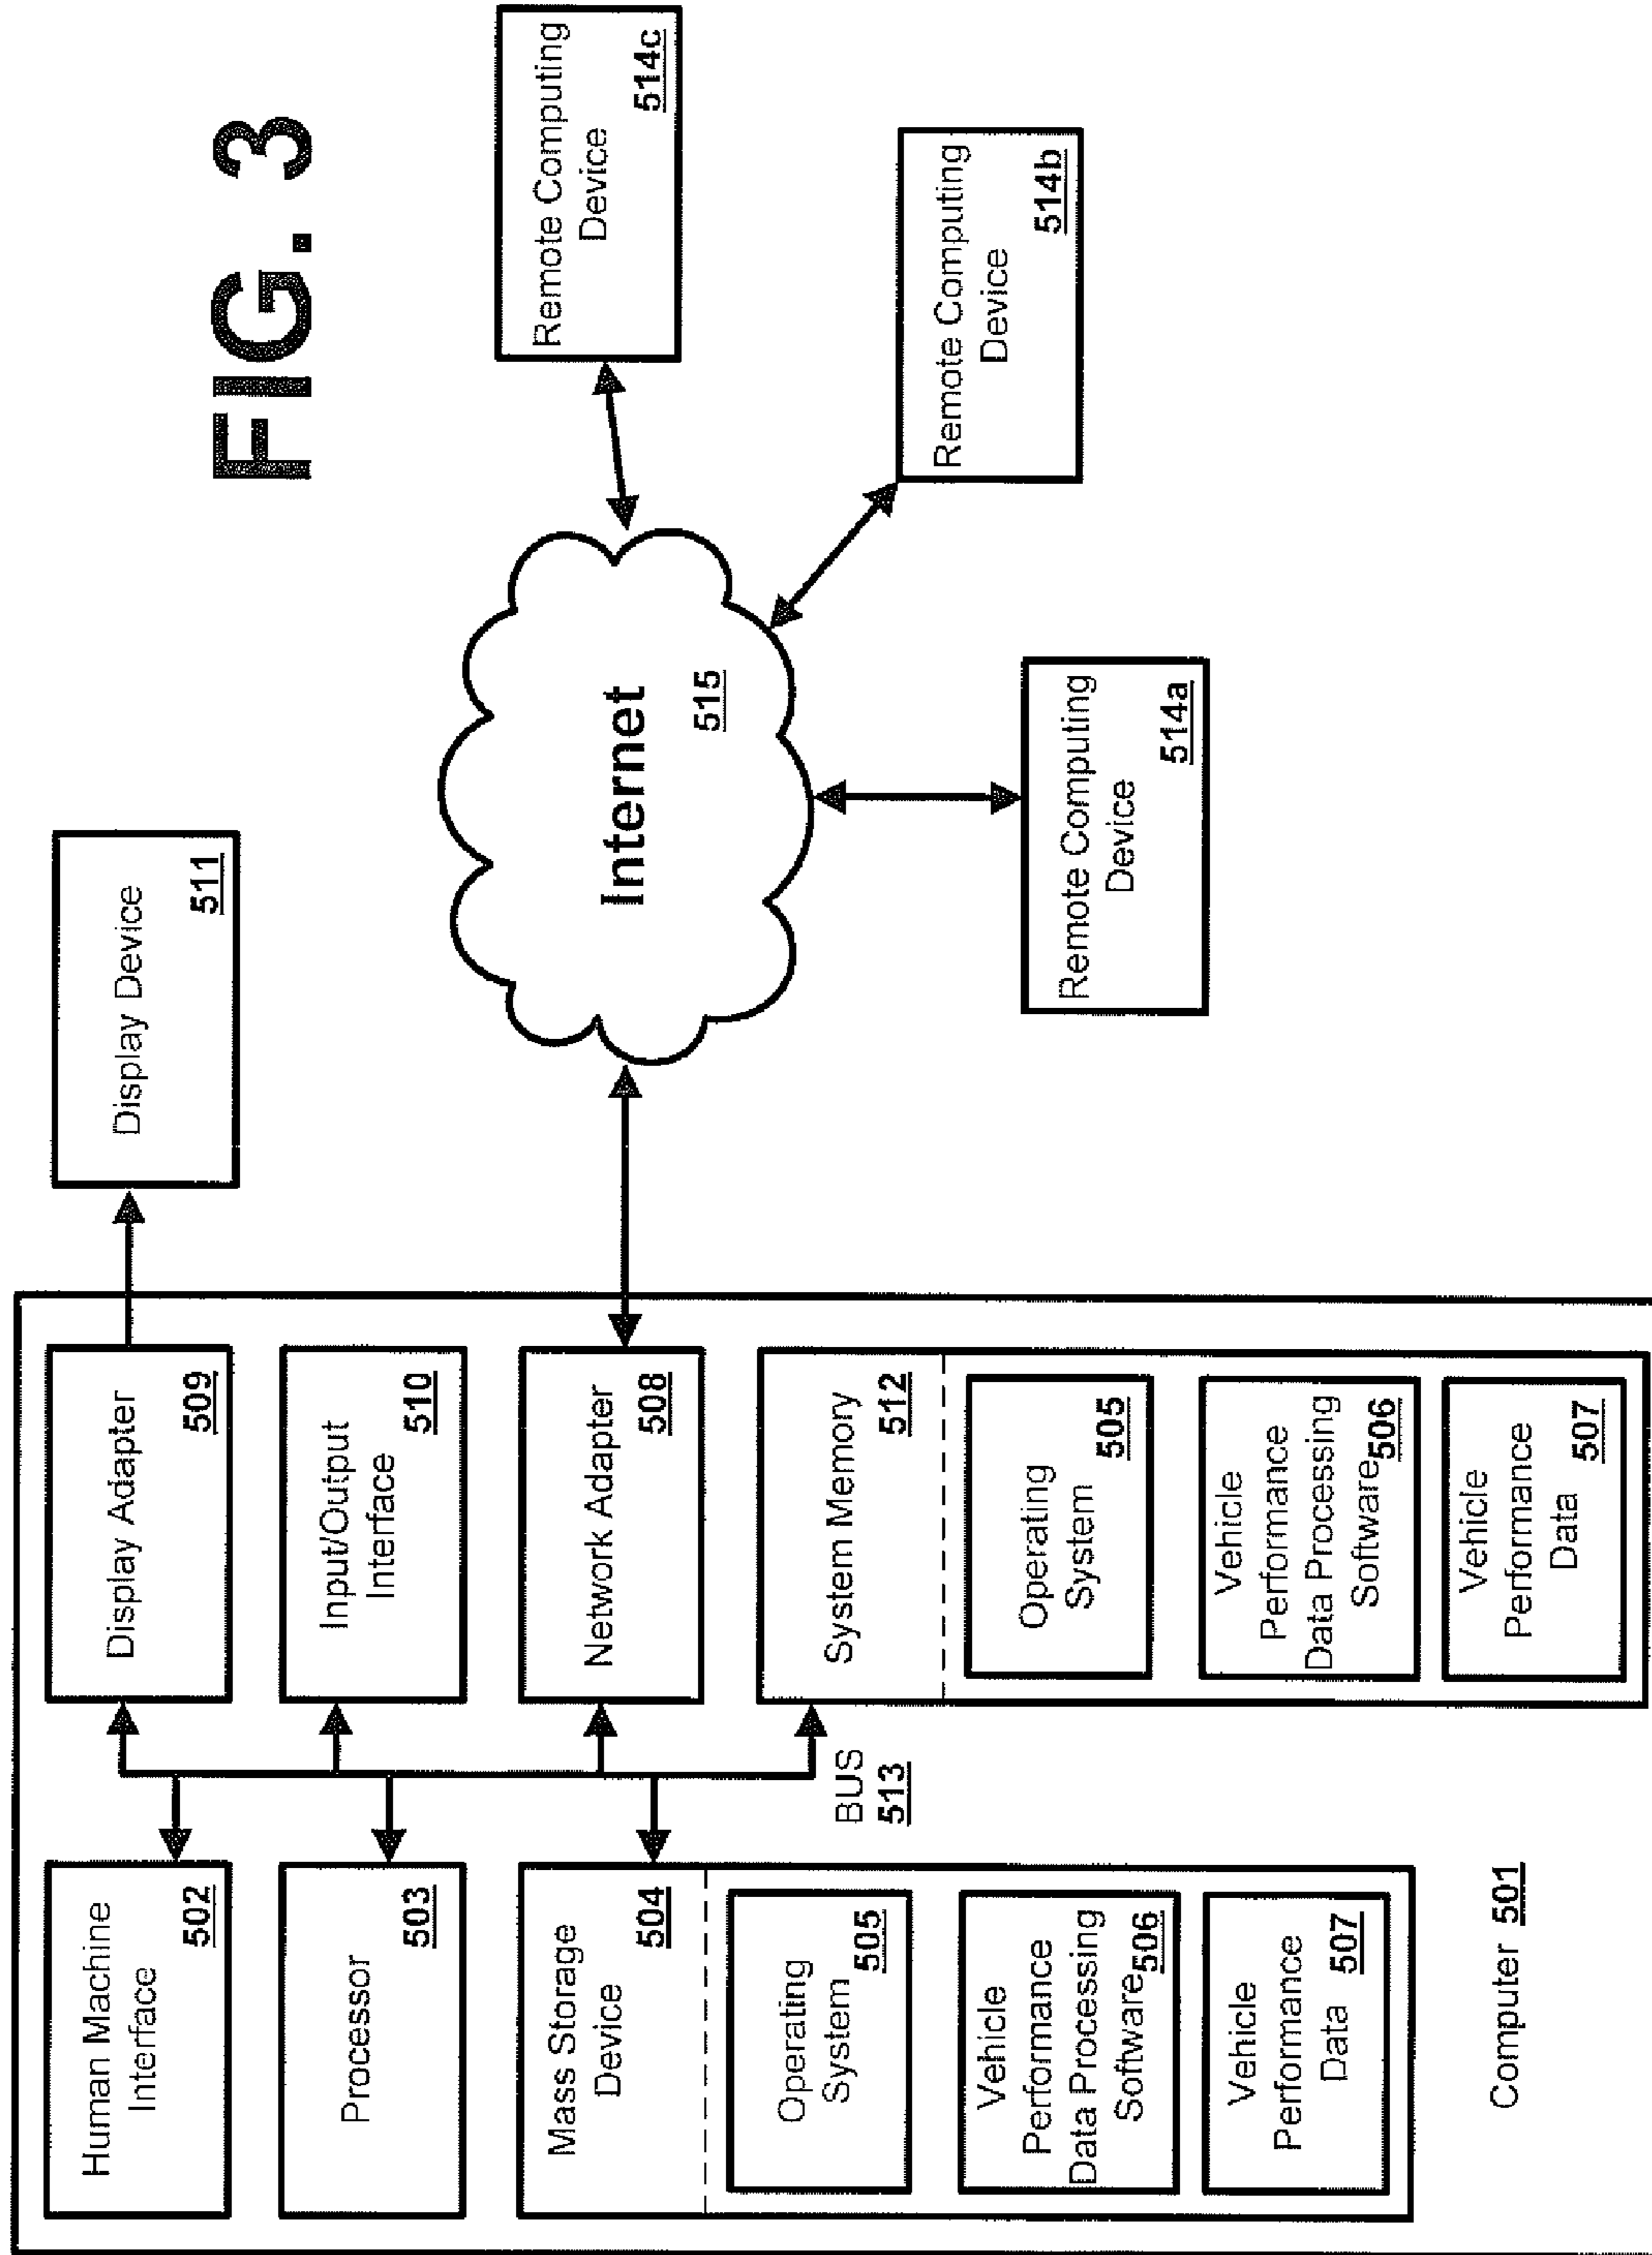 FIG. 3
Human Machine
Interface
502
Processor
503
Mass Storage
Device
504
Operating
System
505
Vehicle
Performance
Data Processing
Software 506
Vehicle
Performance
Data
507
Computer 501
BUS
513
Display Adapter
509
Input/Output
Interface
510
Network Adapter
508
System Memory
512
Operating
System
505
Vehicle
Performance
Data Processing
Software 506
Vehicle
Performance
Data
507
Display Device
511
Internet
515
Remote Computing
Device
514a
Remote Computing
Device
514b
Remote Computing
Device
514c